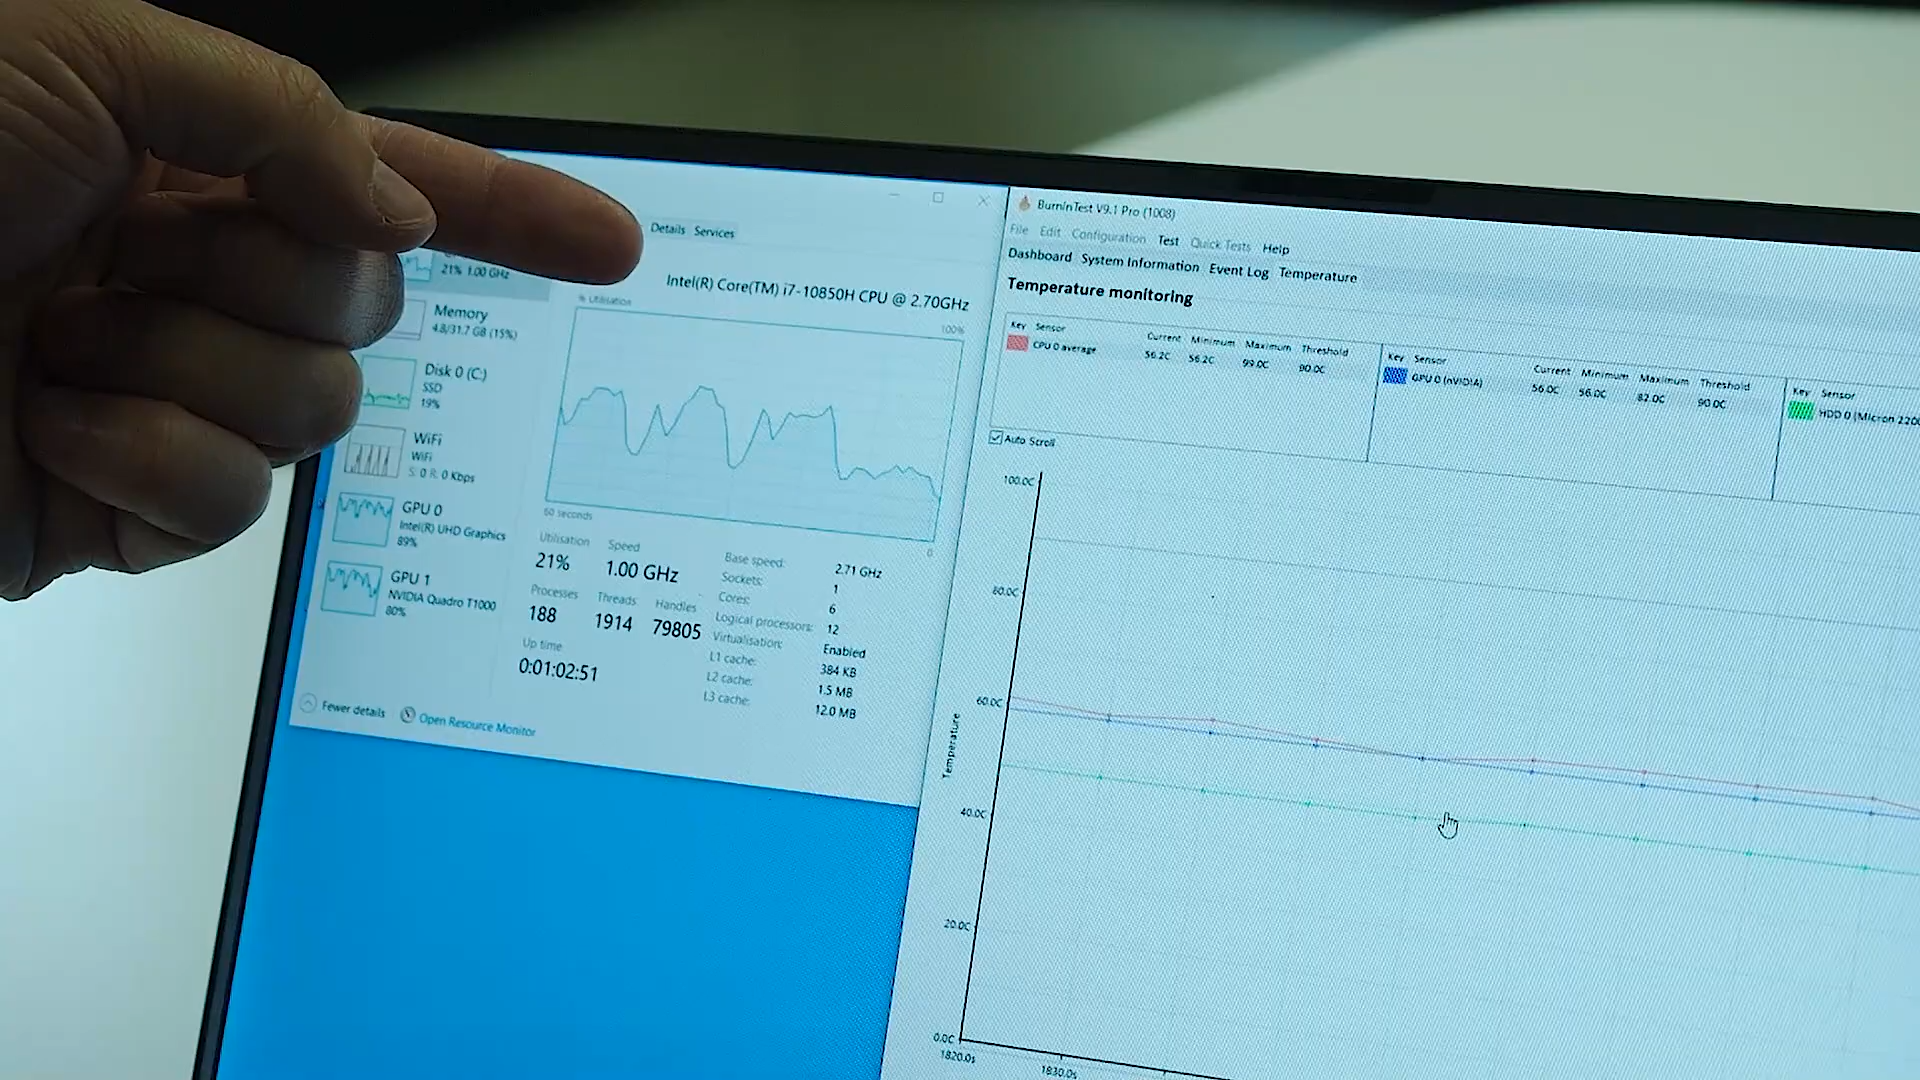 Details Services
21% 1.00 GHz
Memory
4.8/31.7 GB (15%)
Disk 0 (C:)
SSD
19%
WiFi
WiFi
S: 0 R: 0 Kbps
GPU 0
Intel(R) UHD Graphics
89%
GPU 1
NVIDIA Quadro T1000
80%
Fewer details
Open Resource Monitor
Intel(R) Core(TM) i7-10850H CPU @ 2.70GHz
% Utilisation
100%
60 seconds
0
Utilisation Speed
21% 1.00 GHz
Processes Threads Handles
188 1914 79805
Up time
0:01:02:51
Base speed: 2.71 GHz
Sockets: 1
Cores: 6
Logical processors: 12
Virtualisation: Enabled
L1 cache: 384 KB
L2 cache: 1.5 MB
L3 cache: 12.0 MB
BurnInTest V9.1 Pro (1008)
File Edit Configuration Test Quick Tests Help
Dashboard System Information Event Log Temperature
Temperature monitoring
Key Sensor Current Minimum Maximum Threshold
CPU 0 average 56.2C 56.2C 99.0C 90.0C
Key Sensor Current Minimum Maximum Threshold
GPU 0 (nVIDIA) 56.0C 56.0C 82.0C 90.0C
Key Sensor
HDD 0 (Micron 220
Auto Scroll
100.0C
80.0C
60.0C
40.0C
20.0C
0.0C
Temperature
1820.0s
1830.0s